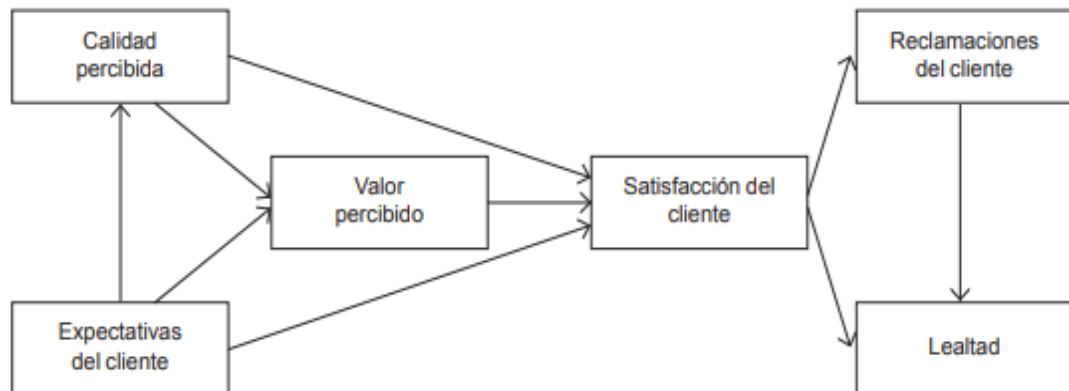 Calidad
percibida
Reclamaciones
del cliente
Valor
percibido
Satisfacción del
cliente
Expectativas
del cliente
Lealtad